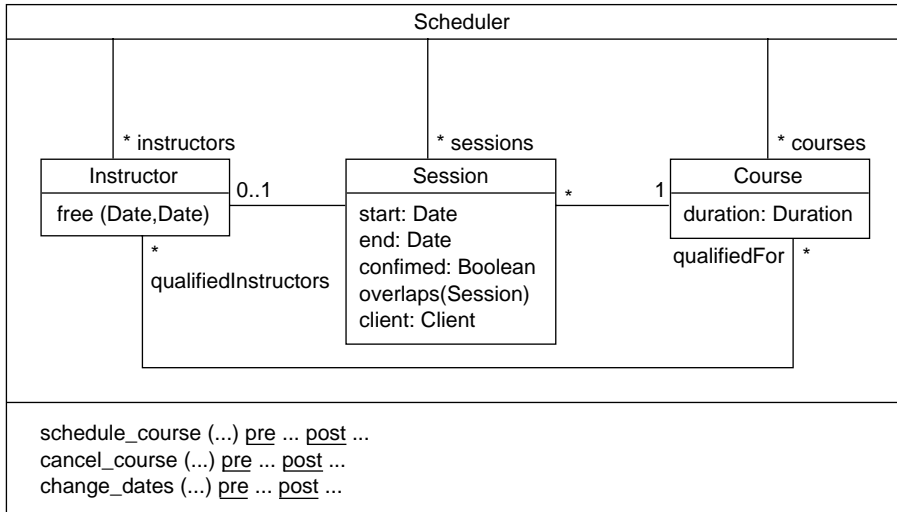 Scheduler
* instructors
* sessions
* courses
Instructor
free (Date,Date)
0..1
Session
start: Date
end: Date
confimed: Boolean
overlaps(Session)
client: Client
*
1
Course
duration: Duration
*
qualifiedInstructors
qualifiedFor
*
schedule_course (...) pre ... post ...
cancel_course (...) pre ... post ...
change_dates (...) pre ... post ...